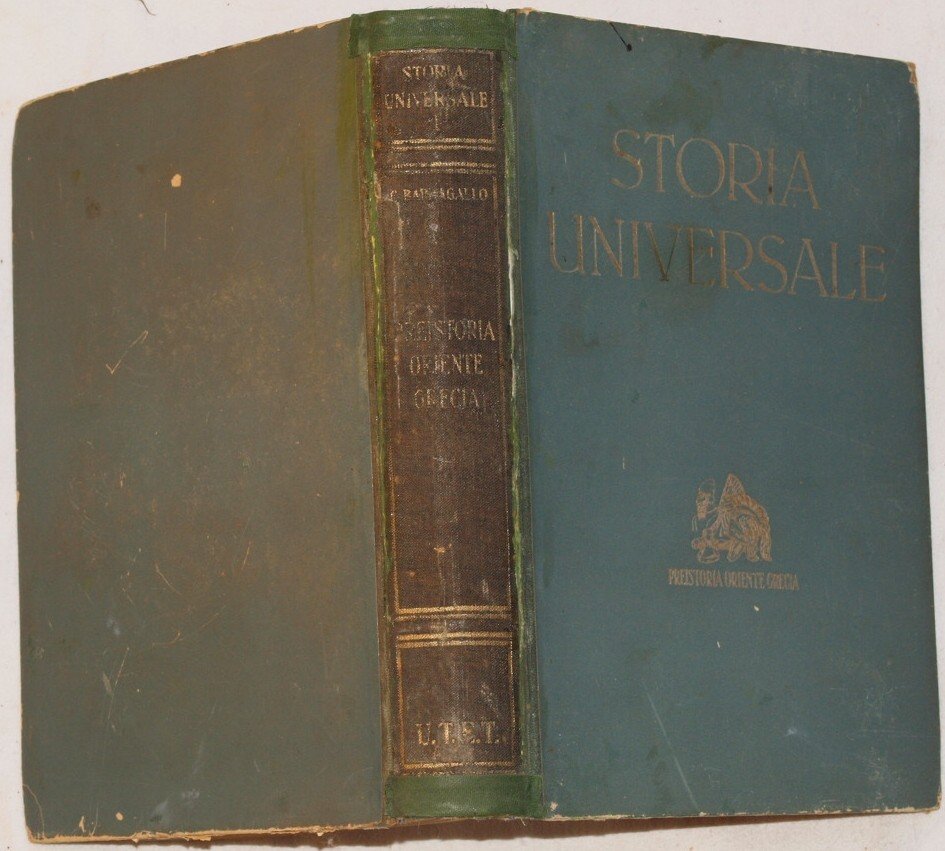 STORIA
UNIVERSALE
I
C. BARBAGALLO
PREISTORIA
ORIENTE
GRECIA
U.T.E.T.
STORIA
UNIVERSALE
PREISTORIA ORIENTE GRECIA